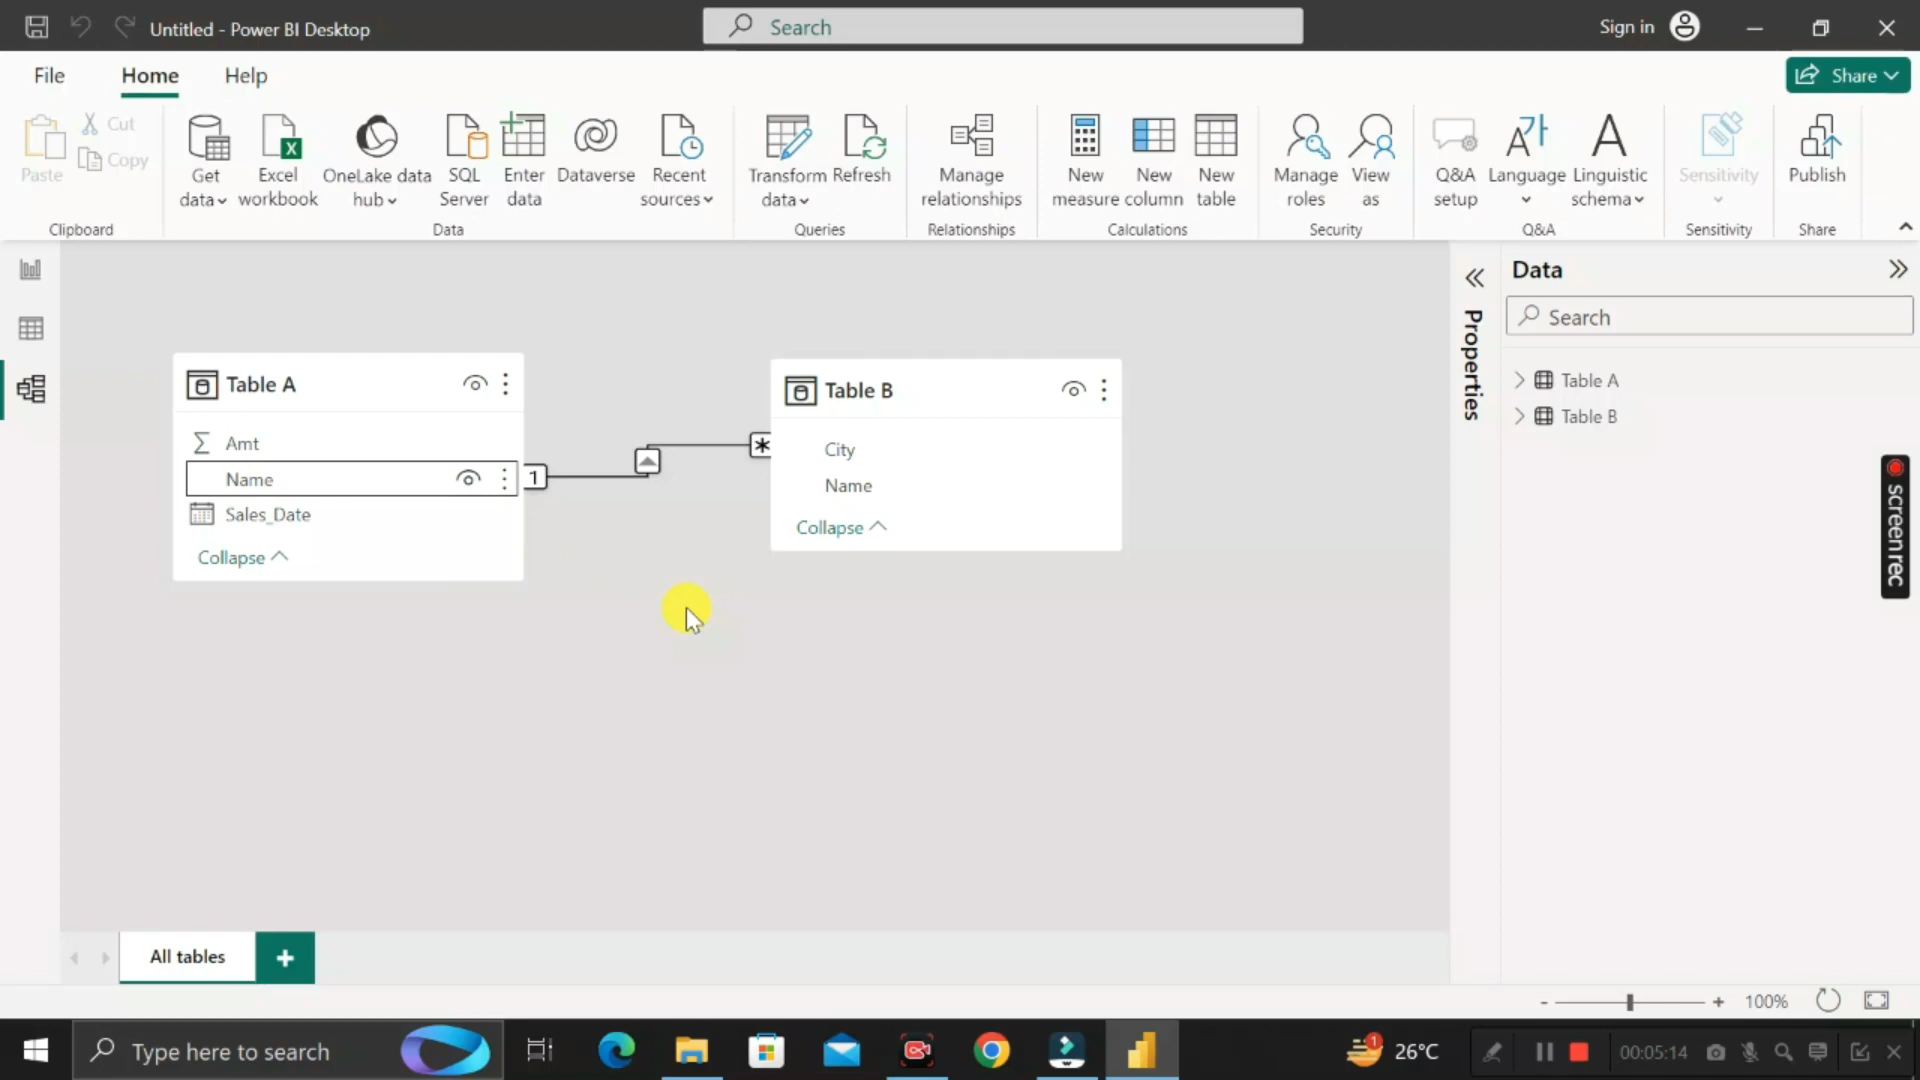 Untitled - Power BI Desktop
Search
Sign in
File
Home
Help
Share
Paste
Cut
Copy
Clipboard
Get data
Excel workbook
OneLake data hub
SQL Server
Enter data
Dataverse
Recent sources
Data
Transform data
Refresh
Queries
Manage relationships
Relationships
New measure
New column
New table
Calculations
Manage roles
View as
Security
Q&A setup
Language
Linguistic schema
Q&A
Sensitivity
Sensitivity
Publish
Share
Table A
Amt
Name
Sales_Date
Collapse
1
*
Table B
City
Name
Collapse
Properties
Data
Search
Table A
Table B
screenrec
All tables
+
- + 100%
Type here to search
1
26°C
00:05:14